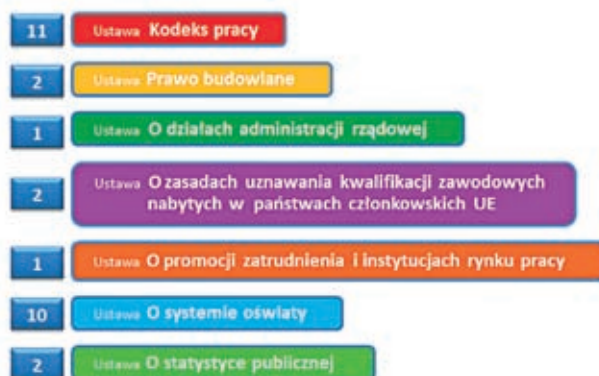 11 Ustawa Kodeks pracy
2 Ustawa Prawo budowlane
1 Ustawa O działach administracji rządowej
2 Ustawa O zasadach uznawania kwalifikacji zawodowych
nabytych w państwach członkowskich UE
1 Ustawa O promocji zatrudnienia i instytucjach rynku pracy
10 Ustawa O systemie oświaty
2 Ustawa O statystyce publicznej